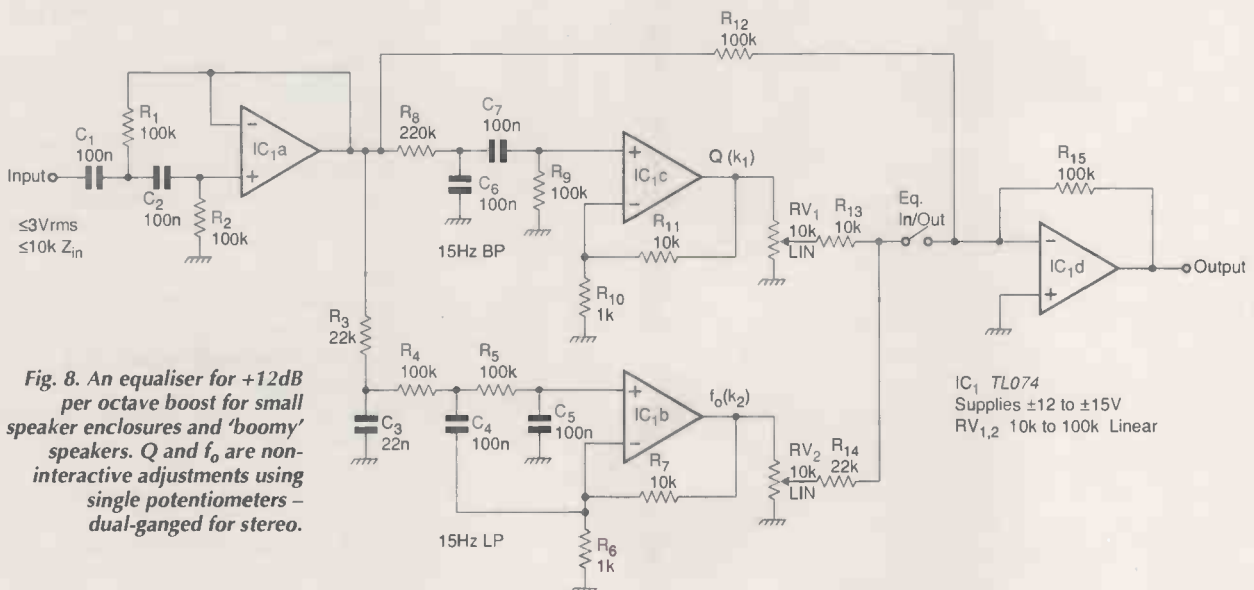 R12
100k
R1
100k
C1
100n
Input
C2
100n
R2
100k
≤3Vrms
≤10k Zin
−
+
IC1a
R8
220k
C7
100n
C6
100n
R9
100k
15Hz BP
+
−
IC1c
Q (k1)
R11
10k
R10
1k
RV1
10k
LIN
R13
10k
Eq.
In/Out
R15
100k
−
+
IC1d
Output
R3
22k
R4
100k
R5
100k
C3
22n
C4
100n
C5
100n
+
−
IC1b
fo(k2)
R7
10k
R6
1k
15Hz LP
RV2
10k
LIN
R14
22k
IC1 TL074
Supplies ±12 to ±15V
RV1,2 10k to 100k Linear
Fig. 8. An equaliser for +12dB
per octave boost for small
speaker enclosures and 'boomy'
speakers. Q and fo are non-
interactive adjustments using
single potentiometers –
dual-ganged for stereo.